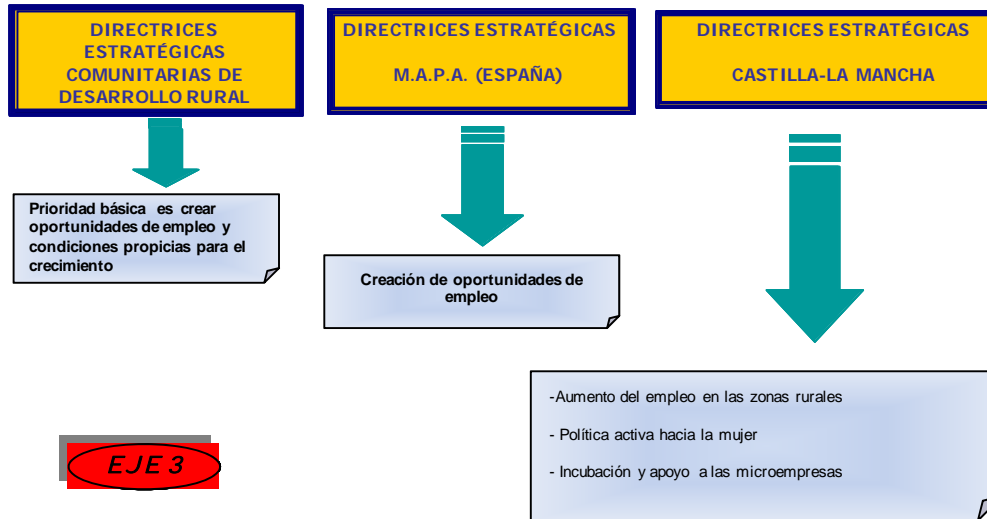 DIRECTRICES
ESTRATÉGICAS
COMUNITARIAS DE
DESARROLLO RURAL
DIRECTRICES ESTRATÉGICAS
M.A.P.A. (ESPAÑA)
DIRECTRICES ESTRATÉGICAS
CASTILLA-LA MANCHA
Prioridad básica es crear
oportunidades de empleo y
condiciones propicias para el
crecimiento
Creación de oportunidades de
empleo
-Aumento del empleo en las zonas rurales
- Política activa hacia la mujer
- Incubación y apoyo a las microempresas
EJE 3